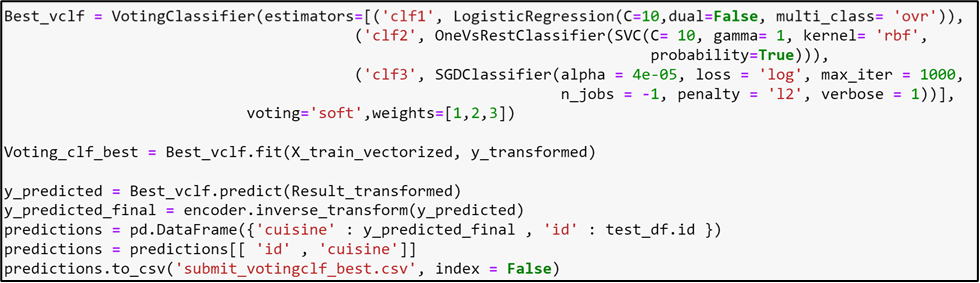 Best_vclf = VotingClassifier(estimators=[('clf1', LogisticRegression(C=10,dual=False, multi_class= 'ovr')),
('clf2', OneVsRestClassifier(SVC(C= 10, gamma= 1, kernel= 'rbf',
probability=True))),
('clf3', SGDClassifier(alpha = 4e-05, loss = 'log', max_iter = 1000,
n_jobs = -1, penalty = 'l2', verbose = 1))],
voting='soft',weights=[1,2,3])
Voting_clf_best = Best_vclf.fit(X_train_vectorized, y_transformed)
y_predicted = Best_vclf.predict(Result_transformed)
y_predicted_final = encoder.inverse_transform(y_predicted)
predictions = pd.DataFrame({'cuisine' : y_predicted_final , 'id' : test_df.id })
predictions = predictions[[ 'id' , 'cuisine']]
predictions.to_csv('submit_votingclf_best.csv', index = False)